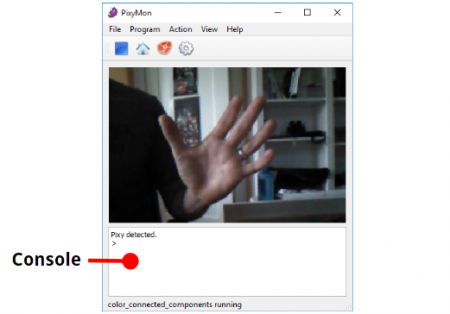 PixyMon
File Program Action View Help
Pixy detected.
>
Console
color_connected_components running